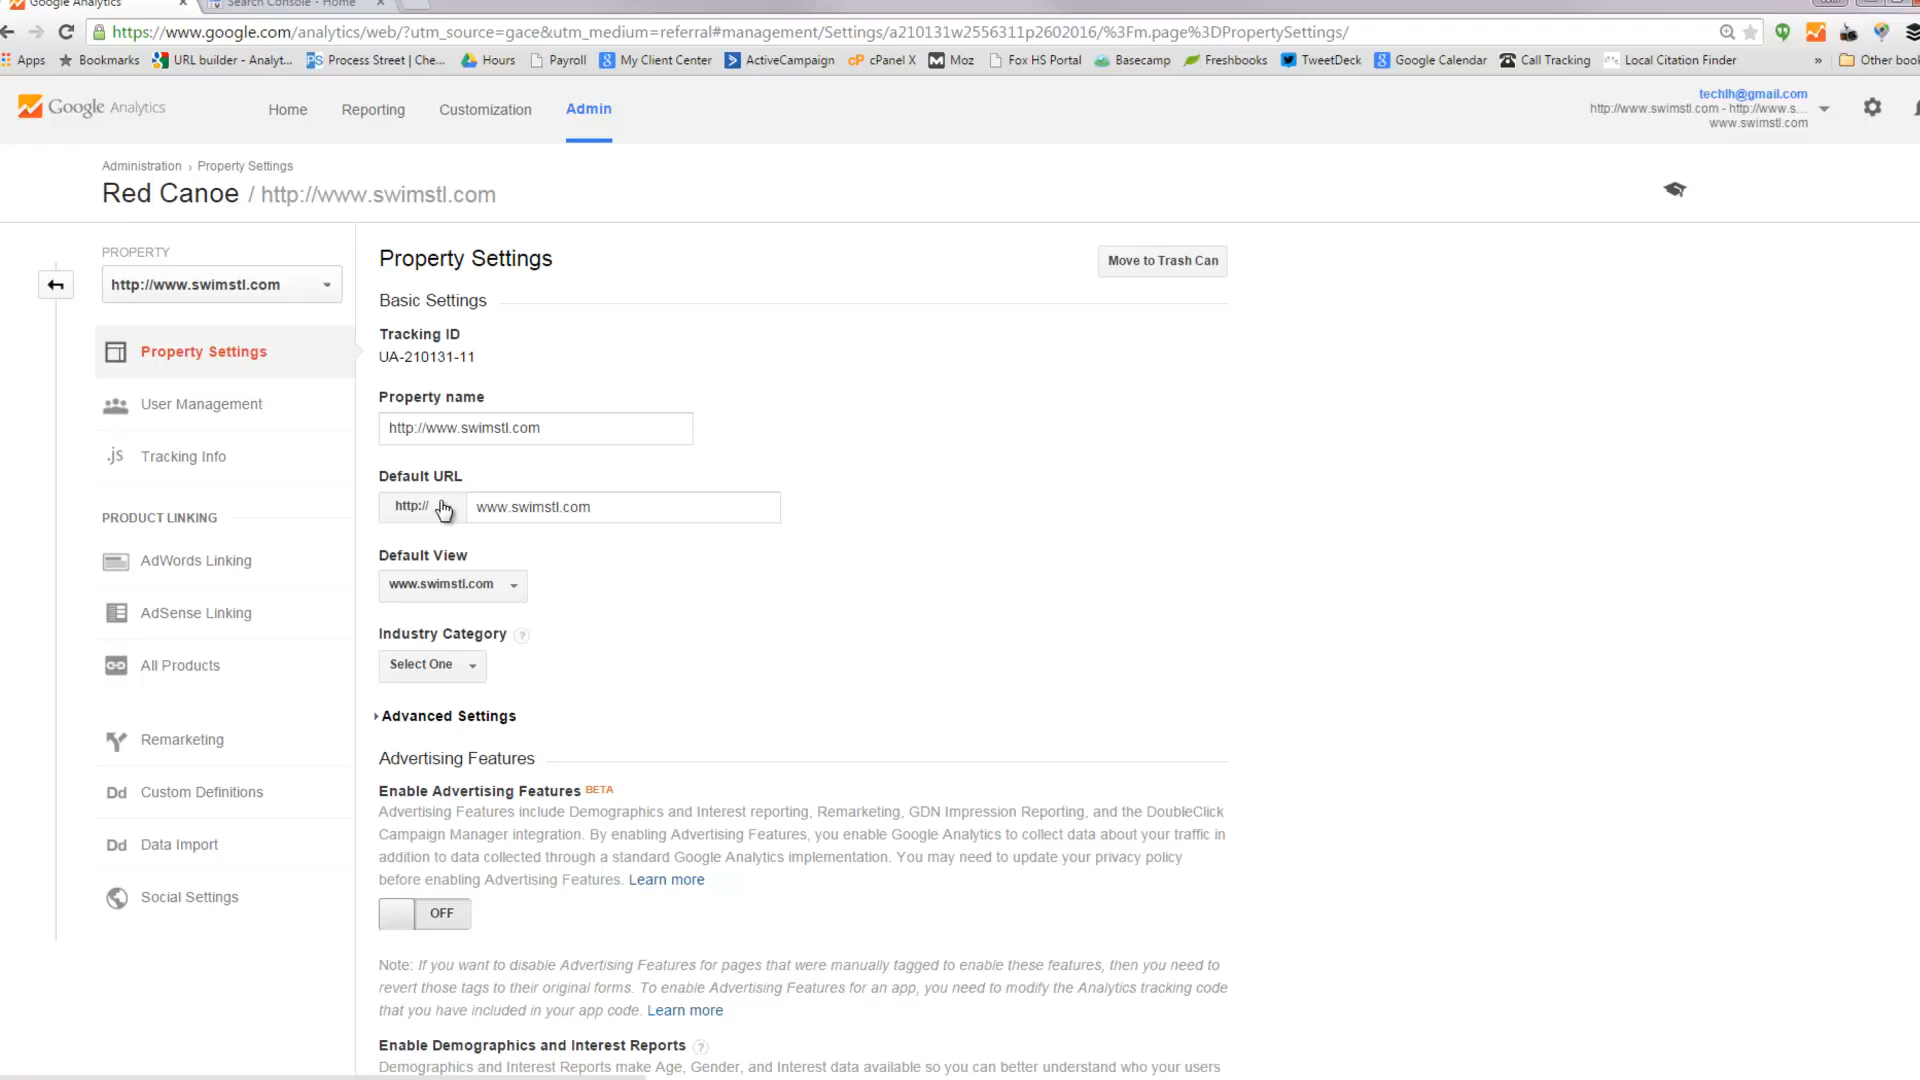 Google Analytics
Search Console - Home
https://www.google.com/analytics/web/?utm_source=gace&utm_medium=referral#management/Settings/a210131w2556311p2602016/%3Fm.page%3DPropertySettings/
Apps Bookmarks URL builder - Analyt... Process Street | Che... Hours Payroll My Client Center ActiveCampaign cPanel X Moz Fox HS Portal Basecamp Freshbooks TweetDeck Google Calendar Call Tracking Local Citation Finder » Other book
Google Analytics
Home Reporting Customization Admin
techlh@gmail.com
http://www.swimstl.com - http://www.s...
www.swimstl.com
Administration › Property Settings
Red Canoe / http://www.swimstl.com
PROPERTY
http://www.swimstl.com
Property Settings
User Management
.js Tracking Info
PRODUCT LINKING
AdWords Linking
AdSense Linking
All Products
Remarketing
Dd Custom Definitions
Dd Data Import
Social Settings
Property Settings
Move to Trash Can
Basic Settings
Tracking ID
UA-210131-11
Property name
http://www.swimstl.com
Default URL
http:// www.swimstl.com
Default View
www.swimstl.com
Industry Category ?
Select One
Advanced Settings
Advertising Features
Enable Advertising Features BETA
Advertising Features include Demographics and Interest reporting, Remarketing, GDN Impression Reporting, and the DoubleClick
Campaign Manager integration. By enabling Advertising Features, you enable Google Analytics to collect data about your traffic in
addition to data collected through a standard Google Analytics implementation. You may need to update your privacy policy
before enabling Advertising Features. Learn more
OFF
Note: If you want to disable Advertising Features for pages that were manually tagged to enable these features, then you need to
revert those tags to their original forms. To enable Advertising Features for an app, you need to modify the Analytics tracking code
that you have included in your app code. Learn more
Enable Demographics and Interest Reports ?
Demographics and Interest Reports make Age, Gender, and Interest data available so you can better understand who your users